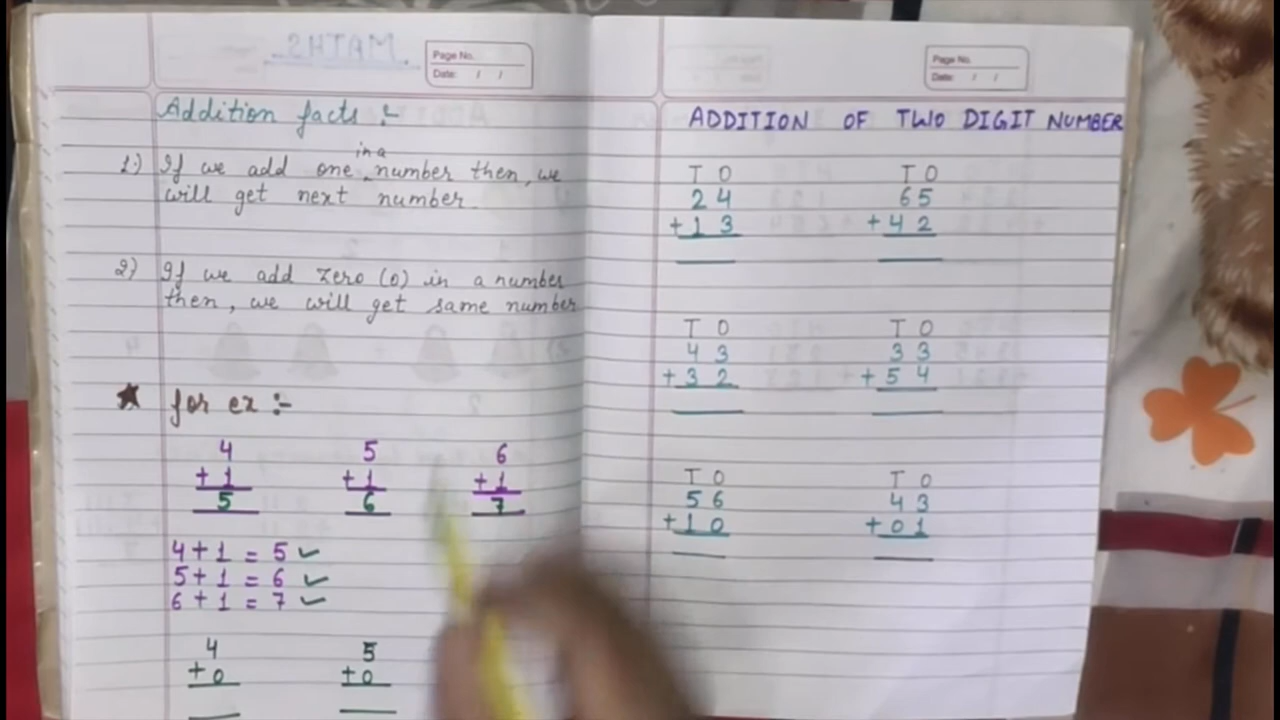 MATHS
Page No.
Date: / /
Addition facts :-
1.) If we add one in a number then, we
will get next number.
2) If we add zero (0) in a number
then, we will get same number
★ for ex :-
4 5 6
+ 1 + 1 + 1
5 6 7
4 + 1 = 5 ✓
5 + 1 = 6 ✓
6 + 1 = 7 ✓
4 5
+ 0 + 0
Page No.
Date: / /
ADDITION OF TWO DIGIT NUMBER
T O T O
2 4 6 5
+ 1 3 + 4 2
T O T O
4 3 3 3
+ 3 2 + 5 4
T O T O
5 6 4 3
+ 1 0 + 0 1